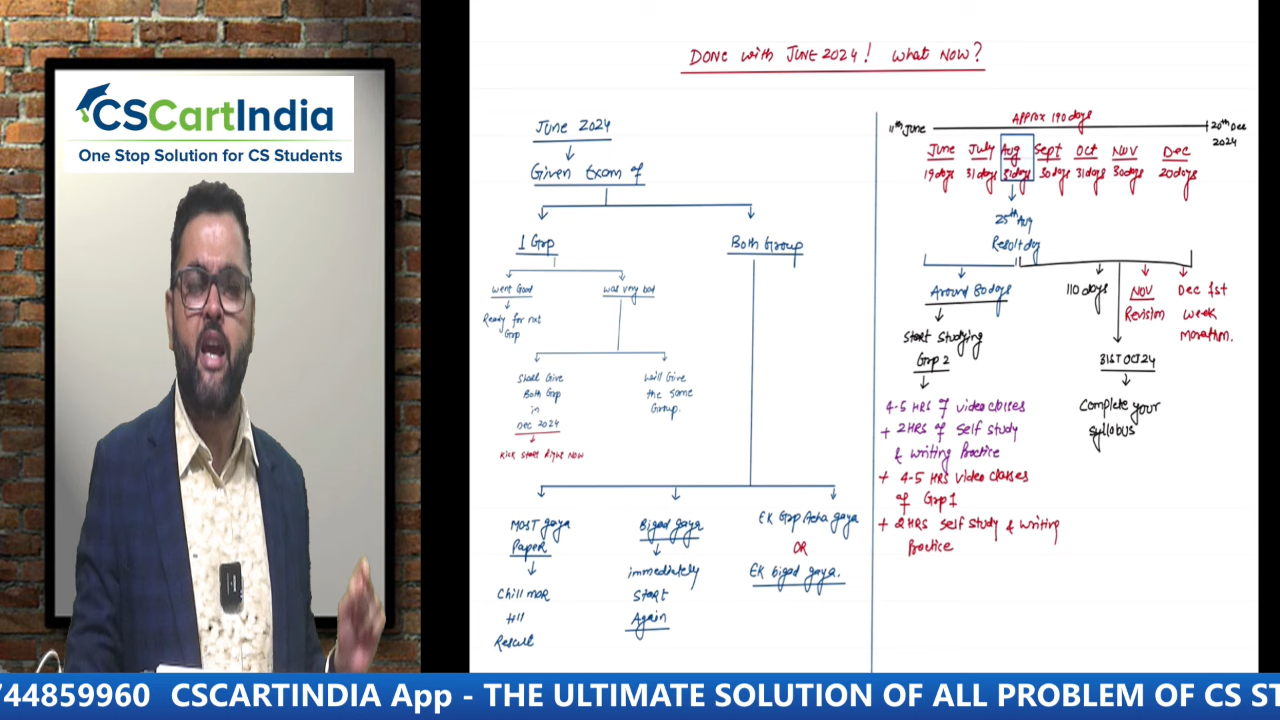 CSCartIndia
One Stop Solution for CS Students
DONE with JUNE 2024! What NOW?
June 2024
Given Exam of
1 Grp
Both Group
Went Good
Ready for nxt
Grp
was very bad
Shall Give
Both Grp
in
Dec 2024
Kick Start Right Now
Will Give
the same
Group.
MOST gaya
Paper
Chill mar
till
Result
Bigad gaya
immediately
START
Again
EK Grp Acha gaya
OR
EK Bigad gaya.
11th June
Approx 190 days
20th Dec
2024
June
19 days
July
31 days
Aug
31 days
Sept
30 days
Oct
31 days
NOV
30 days
Dec
20 days
25th Aug
Result day
Around 80 days
Start Studying
Grp 2
4-5 HRS of video classes
+ 2 HRS of Self study
& writing Practice
+ 4-5 HRS video classes
of Grp 1
+ 2 HRS self study & writing
Practice
110 days
31ST OCT 24
Complete your
syllabus
NOV
Revision
Dec 1st
week
marathon.
744859960 CSCARTINDIA App - THE ULTIMATE SOLUTION OF ALL PROBLEM OF CS ST